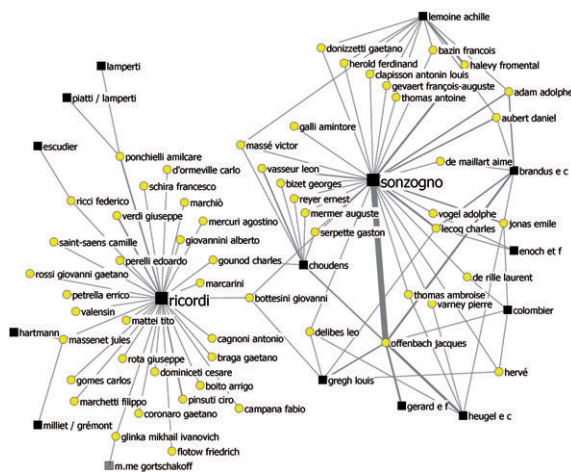 lemoine achille
donizzetti gaetano
bazin francois
herold ferdinand
halevy fromental
lamperti
clapisson antonin louis
gevaert françois-auguste
adam adolphe
piatti / lamperti
thomas antoine
aubert daniel
galli amintore
escudier
massé victor
ponchielli amilcare
de maillart aime
d'ormeville carlo
vasseur leon
brandus e c
schira francesco
bizet georges
sonzogno
ricci federico
reyer ernest
marchiò
mermer auguste
vogel adolphe
verdi giuseppe
jonas emile
mercuri agostino
serpette gaston
lecoq charles
saint-saens camille
giovannini alberto
enoch et f
perelli edoardo
gounod charles
choudens
rossi giovanni gaetano
de rille laurent
marcarini
petrella errico
ricordi
bottesini giovanni
thomas ambroise
varney pierre
colombier
valsensin
mattei tito
hartmann
massenet jules
cagnoni antonio
delibes leo
offenbach jacques
rota giuseppe
braga gaetano
dominiceti cesare
hervé
gomes carlos
boito arrigo
gregh louis
marchetti filippo
pinsuti ciro
gerard e f
coronaro gaetano
campana fabio
heugel e c
milliet / grémont
glinka mikhail ivanovich
flotow friedrich
m.me gortschakoff